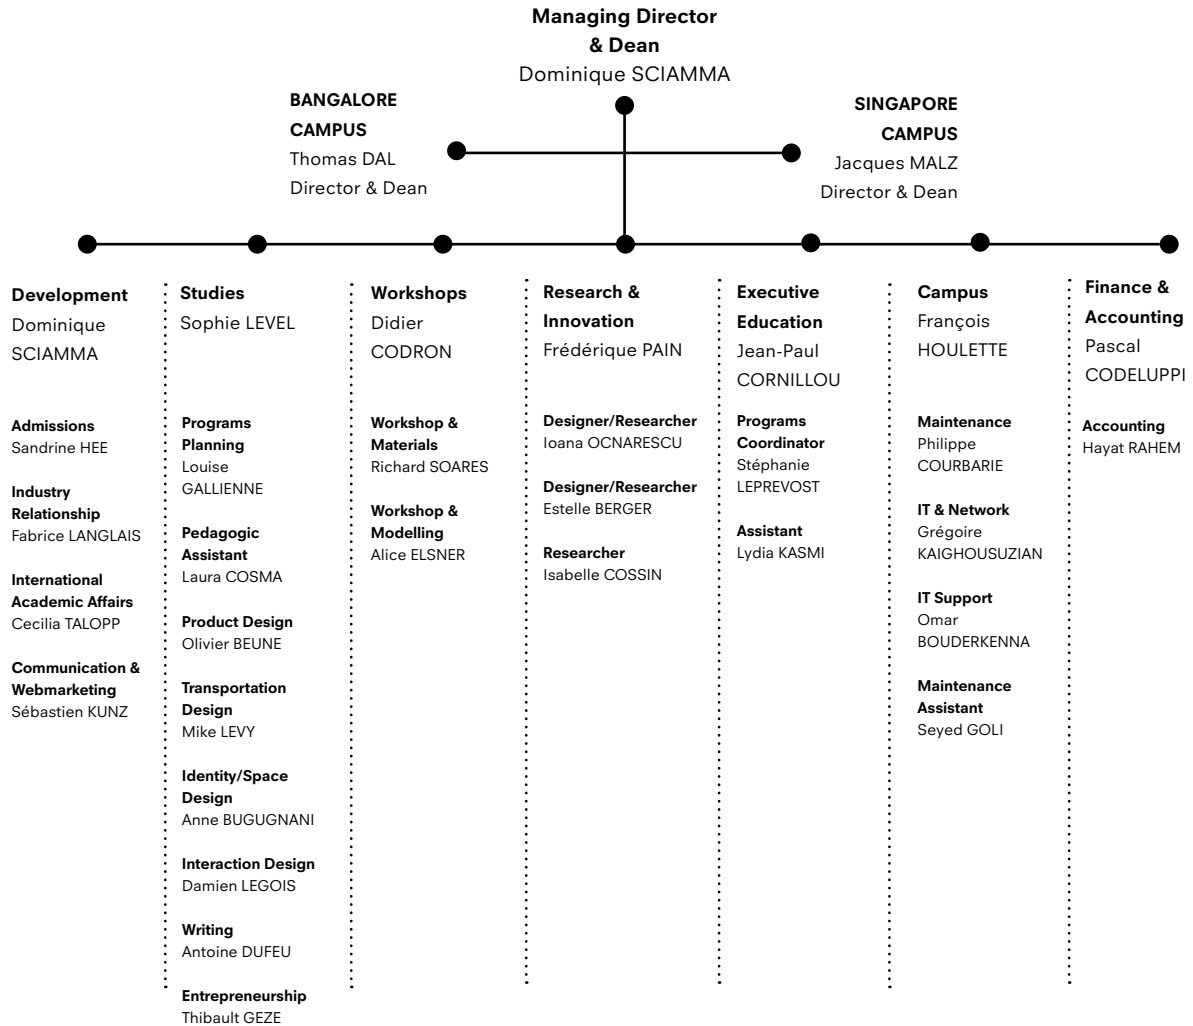 Managing Director
& Dean
Dominique SCIAMMA
BANGALORE
CAMPUS
Thomas DAL
Director & Dean
SINGAPORE
CAMPUS
Jacques MALZ
Director & Dean
Development
Dominique
SCIAMMA
Admissions
Sandrine HEE
Industry
Relationship
Fabrice LANGLAIS
International
Academic Affairs
Cecilia TALOPP
Communication &
Webmarketing
Sébastien KUNZ
Studies
Sophie LEVEL
Programs
Planning
Louise
GALLIENNE
Pedagogic
Assistant
Laura COSMA
Product Design
Olivier BEUNE
Transportation
Design
Mike LEVY
Identity/Space
Design
Anne BUGUGNANI
Interaction Design
Damien LEGOIS
Writing
Antoine DUFEU
Entrepreneurship
Thibault GEZE
Workshops
Didier
CODRON
Workshop &
Materials
Richard SOARES
Workshop &
Modelling
Alice ELSNER
Research &
Innovation
Frédérique PAIN
Designer/Researcher
Ioana OCNARESCU
Designer/Researcher
Estelle BERGER
Researcher
Isabelle COSSIN
Executive
Education
Jean-Paul
CORNILLOU
Programs
Coordinator
Stéphanie
LEPREVOST
Assistant
Lydia KASMI
Campus
François
HOULETTE
Maintenance
Philippe
COURBARIE
IT & Network
Grégoire
KAIGHOUSUZIAN
IT Support
Omar
BOUDERKENNA
Maintenance
Assistant
Seyed GOLI
Finance &
Accounting
Pascal
CODELUPPI
Accounting
Hayat RAHEM